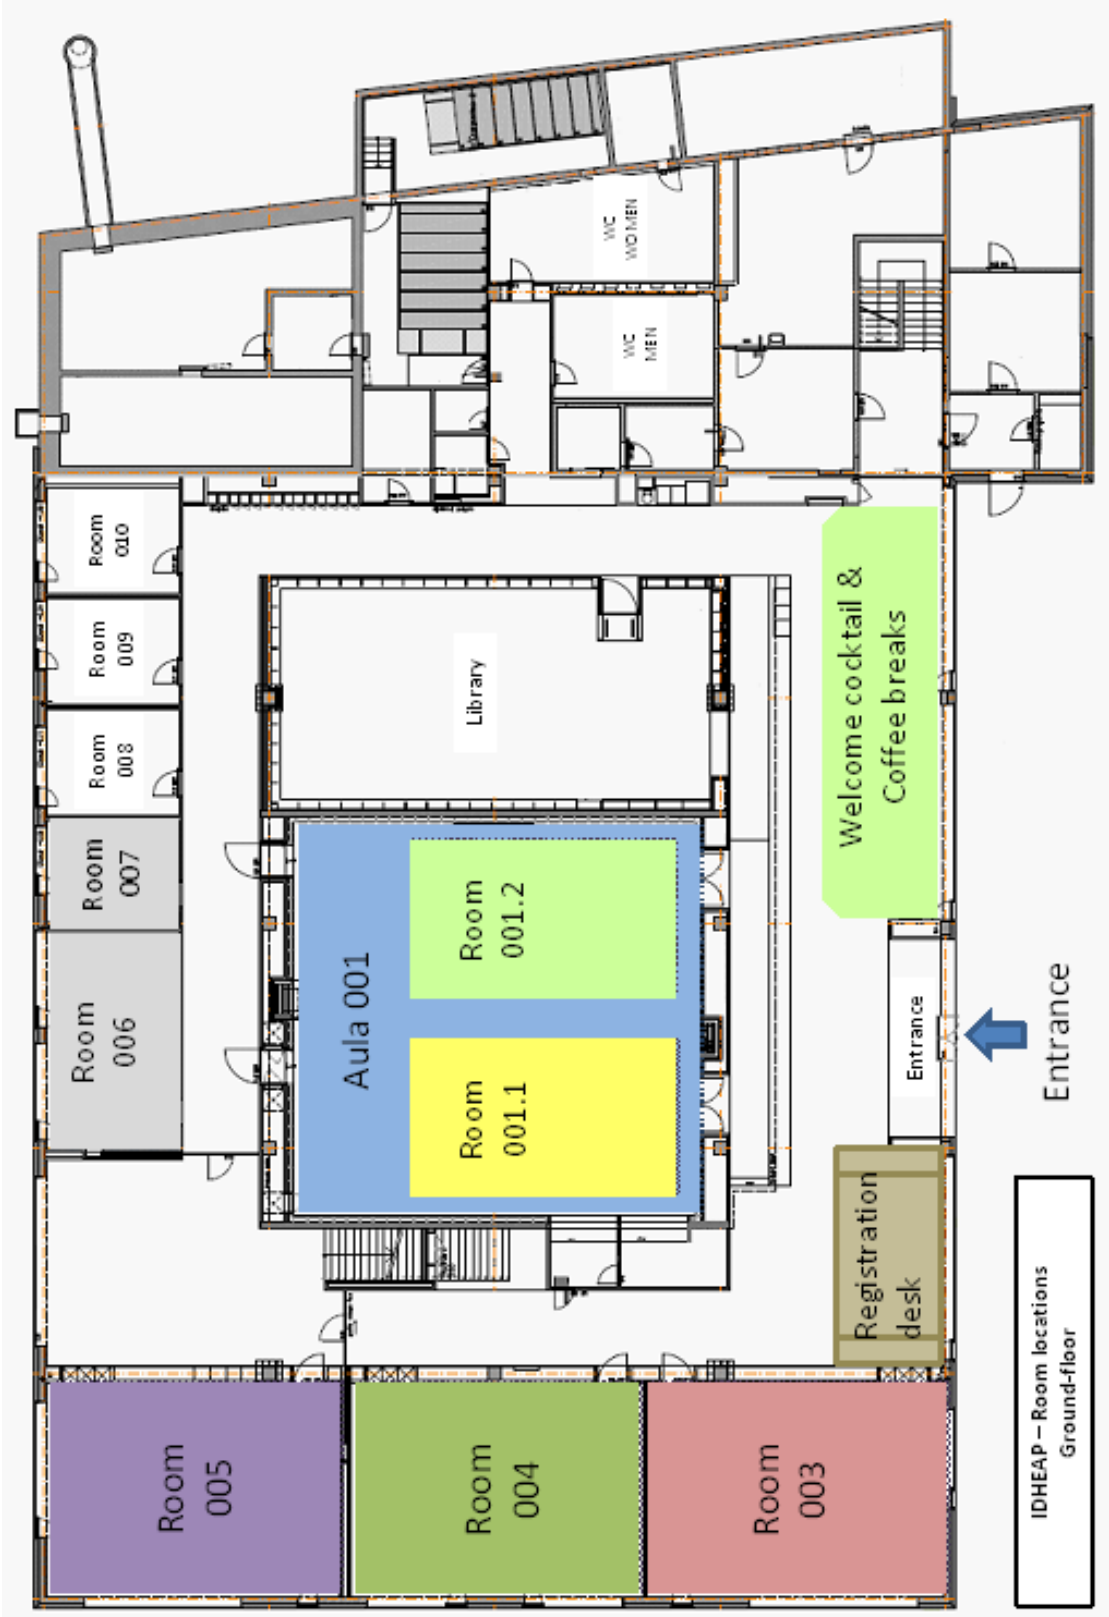 WC
WOMEN
WC
MEN
Room
010
Room
009
Room
008
Room
007
Room
006
Library
Welcome cocktail &
Coffee breaks
Aula 001
Room
001.2
Room
001.1
Entrance
Entrance
Registration
desk
Room
005
Room
004
Room
003
IDHEAP – Room locations
Ground-floor